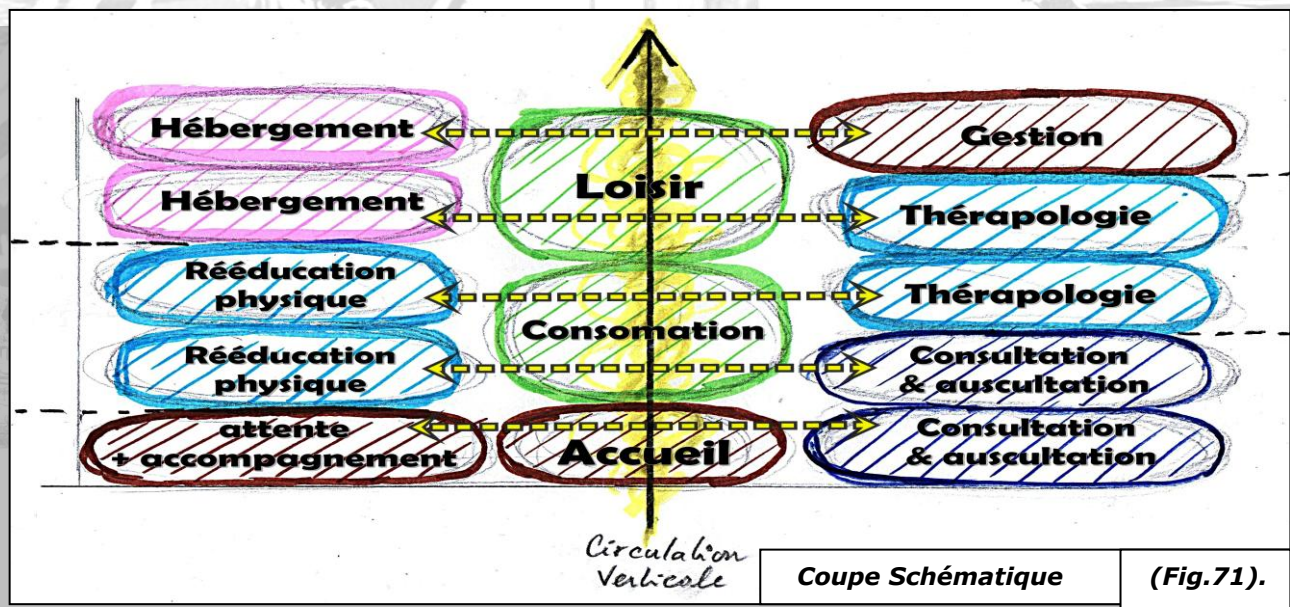 Hébergement
Gestion
Loisir
Hébergement
Thérapologie
Rééducation
physique
Thérapologie
Consomation
Rééducation
physique
Consultation
& auscultation
attente
+ accompagnement
Accueil
Consultation
& auscultation
Circulation
Verticale
Coupe Schématique
(Fig.71).